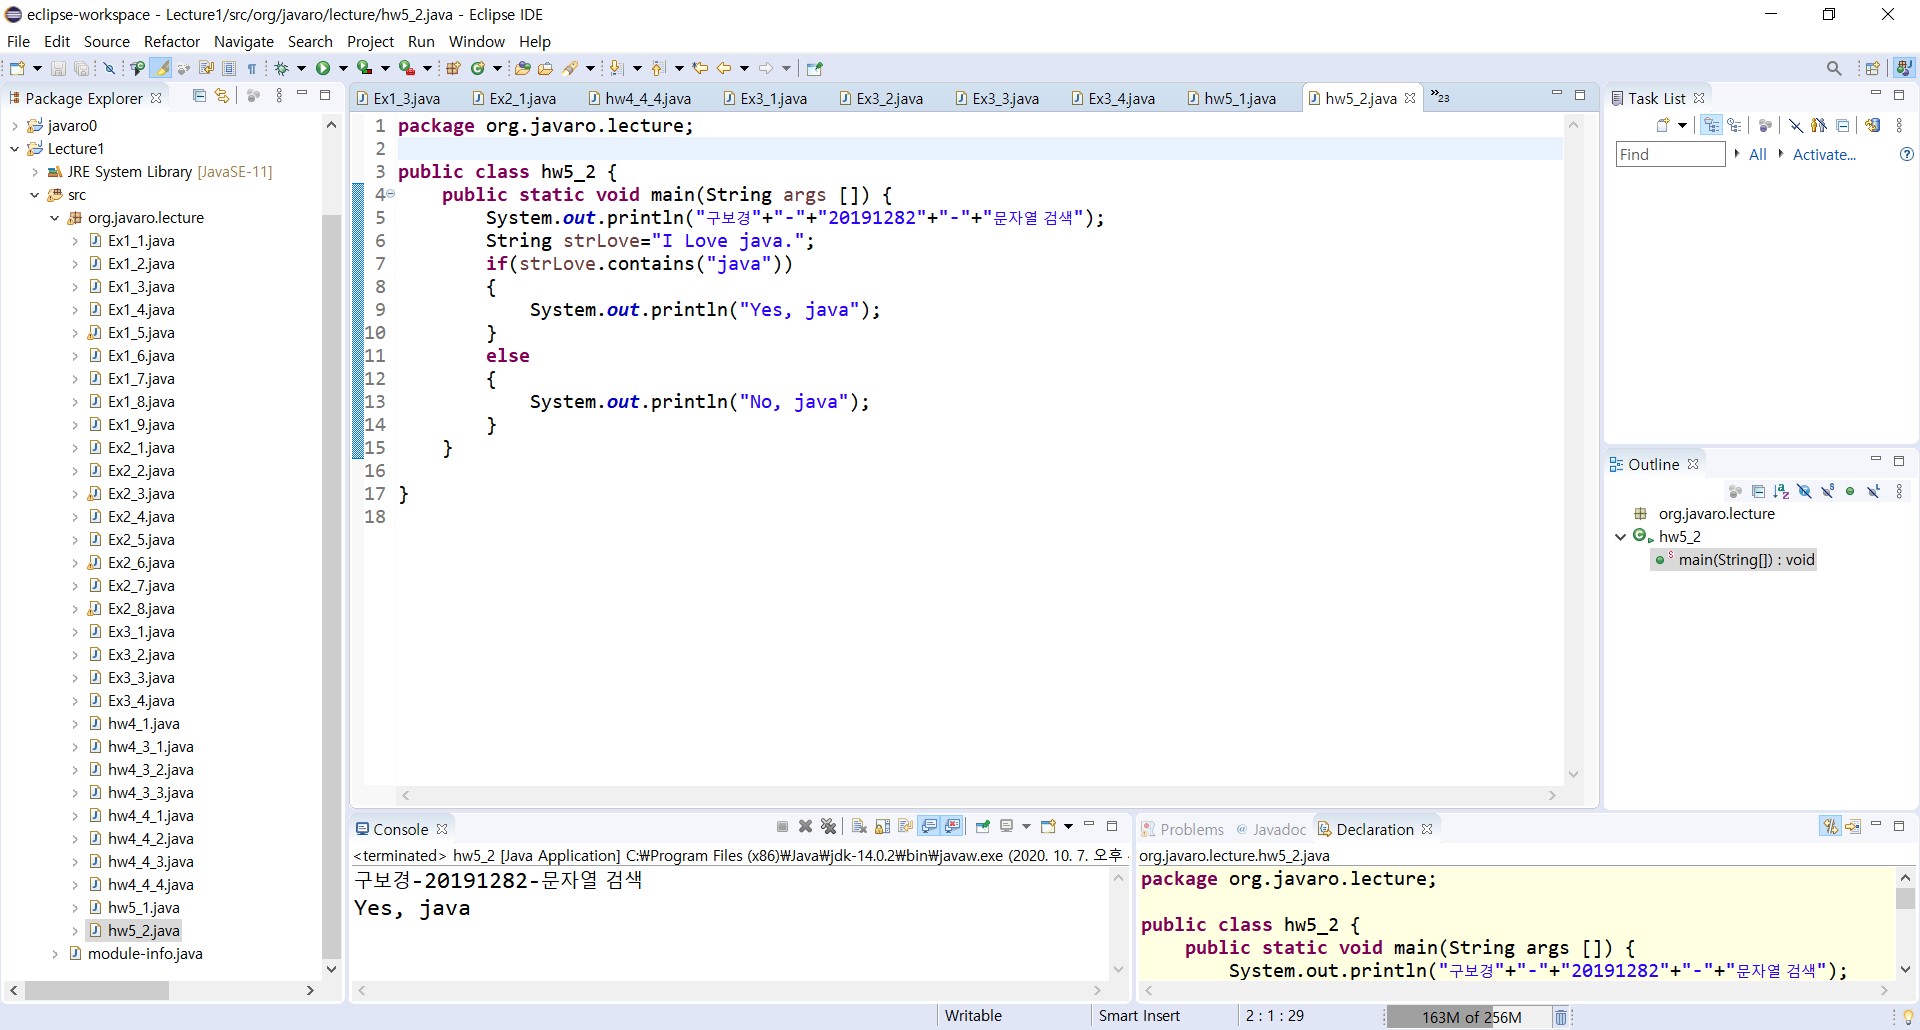 eclipse-workspace - Lecture1/src/org/javaro/lecture/hw5_2.java - Eclipse IDE
File Edit Source Refactor Navigate Search Project Run Window Help
Package Explorer
javaro0
Lecture1
JRE System Library [JavaSE-11]
src
org.javaro.lecture
Ex1_1.java
Ex1_2.java
Ex1_3.java
Ex1_4.java
Ex1_5.java
Ex1_6.java
Ex1_7.java
Ex1_8.java
Ex1_9.java
Ex2_1.java
Ex2_2.java
Ex2_3.java
Ex2_4.java
Ex2_5.java
Ex2_6.java
Ex2_7.java
Ex2_8.java
Ex3_1.java
Ex3_2.java
Ex3_3.java
Ex3_4.java
hw4_1.java
hw4_3_1.java
hw4_3_2.java
hw4_3_3.java
hw4_4_1.java
hw4_4_2.java
hw4_4_3.java
hw4_4_4.java
hw5_1.java
hw5_2.java
module-info.java
Ex1_3.java Ex2_1.java hw4_4_4.java Ex3_1.java Ex3_2.java Ex3_3.java Ex3_4.java hw5_1.java hw5_2.java »23
1 package org.javaro.lecture;
2
3 public class hw5_2 {
4 public static void main(String args []) {
5 System.out.println("구보경"+"-"+"20191282"+"-"+"문자열 검색");
6 String strLove="I Love java.";
7 if(strLove.contains("java"))
8 {
9 System.out.println("Yes, java");
10 }
11 else
12 {
13 System.out.println("No, java");
14 }
15 }
16
17 }
18
Task List
Find All Activate...
Outline
org.javaro.lecture
hw5_2
main(String[]) : void
Console
<terminated> hw5_2 [Java Application] C:₩Program Files (x86)₩Java₩jdk-14.0.2₩bin₩javaw.exe (2020. 10. 7. 오후
구보경-20191282-문자열 검색
Yes, java
Problems @ Javadoc Declaration
org.javaro.lecture.hw5_2.java
package org.javaro.lecture;
public class hw5_2 {
public static void main(String args []) {
System.out.println("구보경"+"-"+"20191282"+"-"+"문자열 검색");
Writable Smart Insert 2 : 1 : 29 163M of 256M